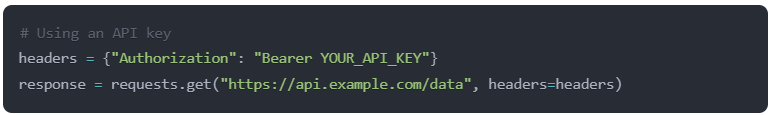 # Using an API key
headers = {"Authorization": "Bearer YOUR_API_KEY"}
response = requests.get("https://api.example.com/data", headers=headers)